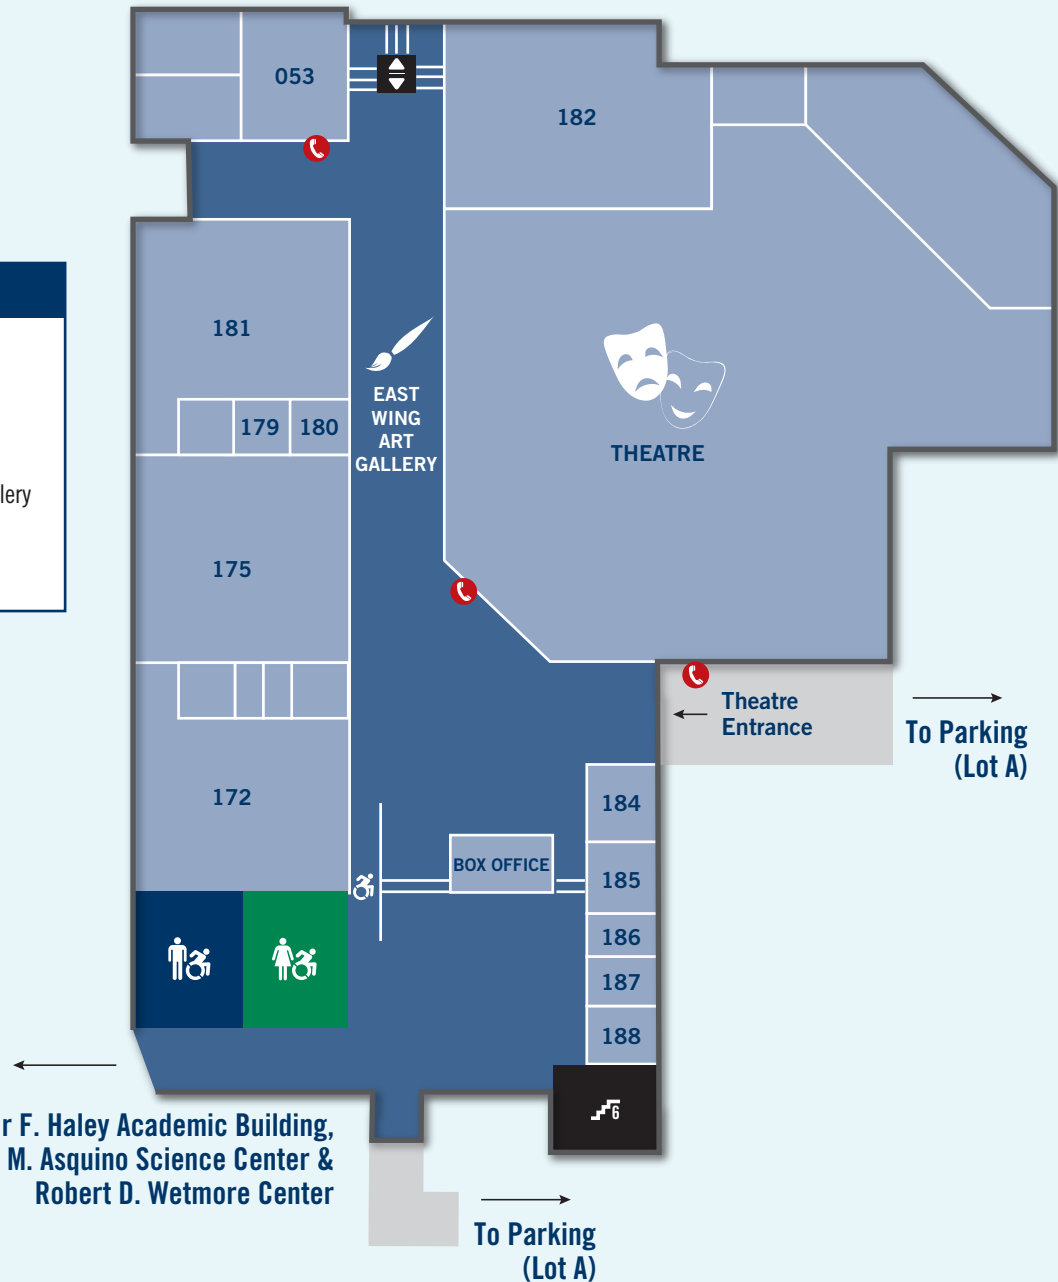 053
182
181
179
180
EAST
WING
ART
GALLERY
THEATRE
lery
175
Theatre
Entrance
To Parking
(Lot A)
172
184
BOX OFFICE
185
186
187
188
6
r F. Haley Academic Building,
M. Asquino Science Center &
Robert D. Wetmore Center
To Parking
(Lot A)